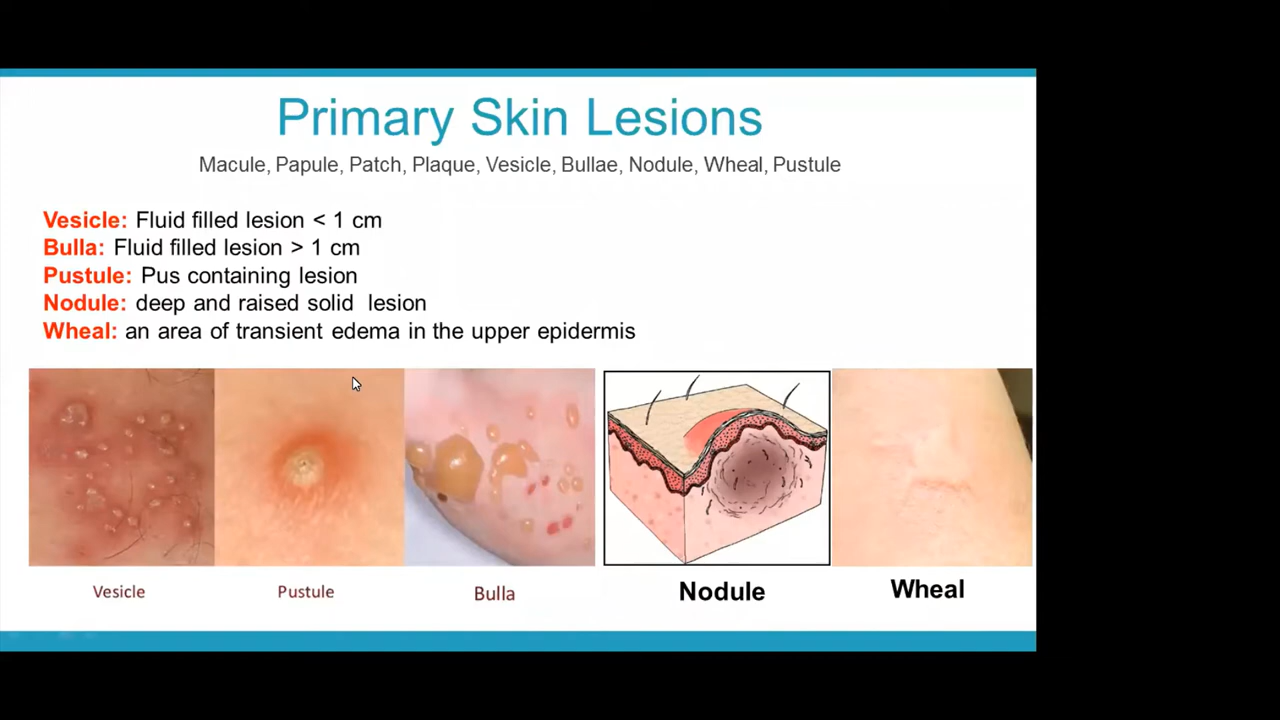 Primary Skin Lesions
Macule, Papule, Patch, Plaque, Vesicle, Bullae, Nodule, Wheal, Pustule
Vesicle: Fluid filled lesion < 1 cm
Bulla: Fluid filled lesion > 1 cm
Pustule: Pus containing lesion
Nodule: deep and raised solid lesion
Wheal: an area of transient edema in the upper epidermis
Vesicle
Pustule
Bulla
Nodule
Wheal